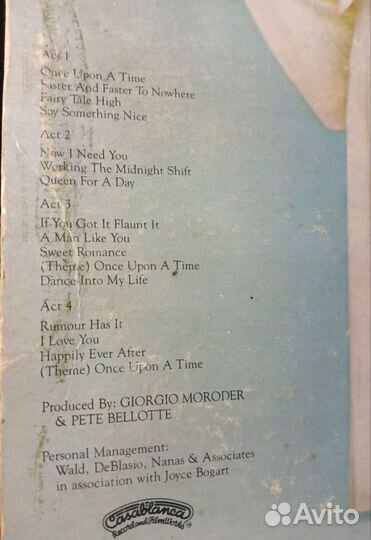 Act 1
Once Upon A Time
Faster And Faster To Nowhere
Fairy Tale High
Say Something Nice
Act 2
Now I Need You
Working The Midnight Shift
Queen For A Day
Act 3
If You Got It Flaunt It
A Man Like You
Sweet Romance
(Theme) Once Upon A Time
Dance Into My Life
Act 4
Rumour Has It
I Love You
Happily Ever After
(Theme) Once Upon A Time
Produced By: GIORGIO MORODER
& PETE BELLOTTE
Personal Management:
Wald, DeBlasio, Nanas & Associates
in association with Joyce Bogart
Casablanca
Record and FilmWorks
Avito